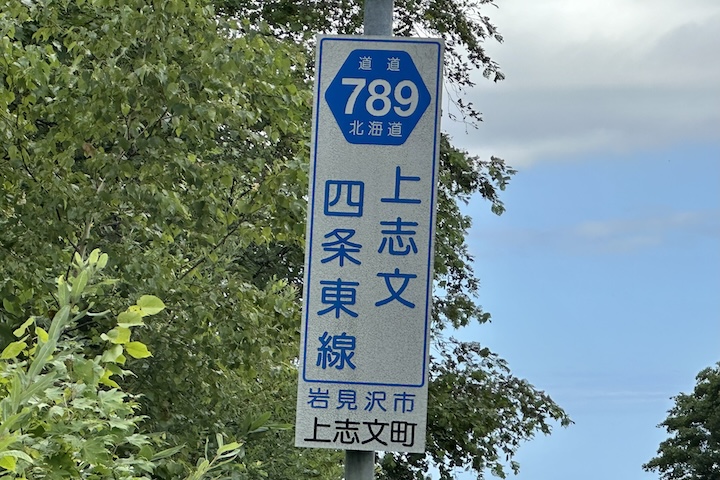 道道
789
北海道
上志文
四条東線
岩見沢市
上志文町